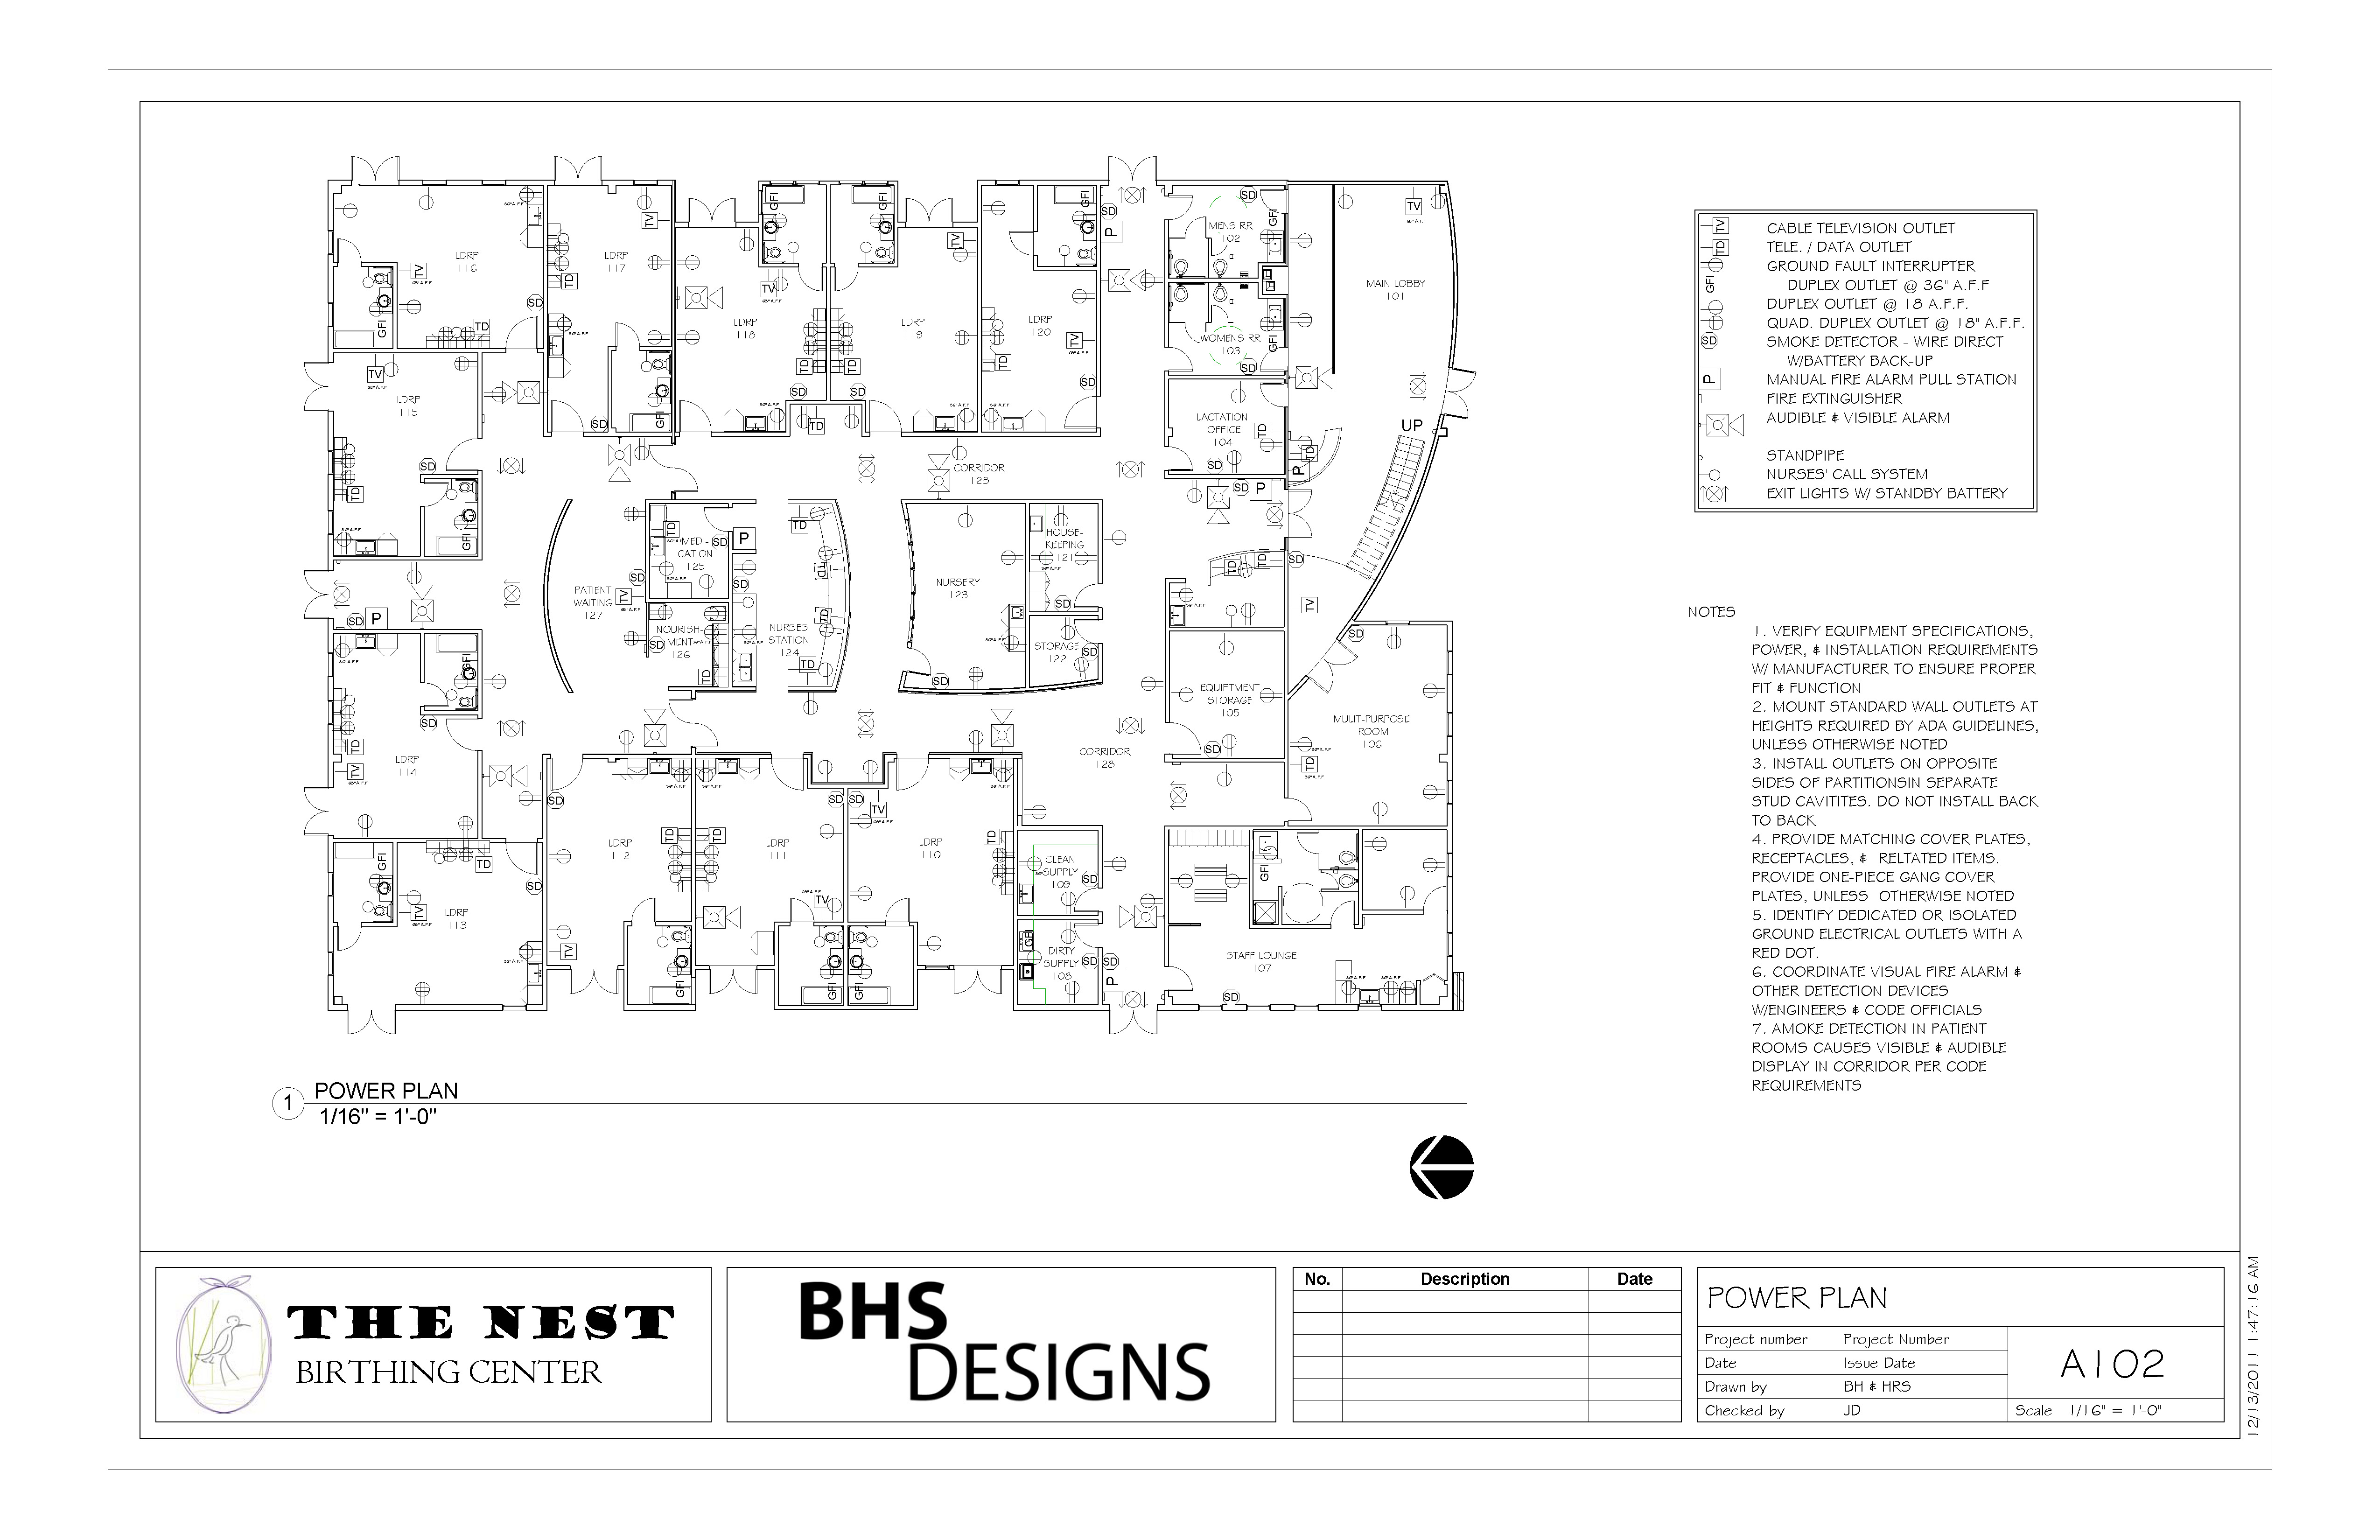 LDRP
116
LDRP
117
LDRP
118
LDRP
119
LDRP
120
MENS RR
102
WOMENS RR
103
MAIN LOBBY
101
LDRP
115
LACTATION
OFFICE
104
UP
CORRIDOR
128
PATIENT
WAITING
127
MEDI-
CATION
125
NOURISH-
MENT
126
NURSES
STATION
124
NURSERY
123
HOUSE-
KEEPING
121
STORAGE
122
EQUIPTMENT
STORAGE
105
MULIT-PURPOSE
ROOM
106
CORRIDOR
128
LDRP
114
LDRP
113
LDRP
112
LDRP
111
LDRP
110
CLEAN
SUPPLY
109
DIRTY
SUPPLY
108
STAFF LOUNGE
107
TV CABLE TELEVISION OUTLET
TD TELE. / DATA OUTLET
GFI GROUND FAULT INTERRUPTER
DUPLEX OUTLET @ 36" A.F.F
DUPLEX OUTLET @ 18 A.F.F.
QUAD. DUPLEX OUTLET @ 18" A.F.F.
SD SMOKE DETECTOR - WIRE DIRECT
W/BATTERY BACK-UP
P MANUAL FIRE ALARM PULL STATION
FIRE EXTINGUISHER
AUDIBLE & VISIBLE ALARM
STANDPIPE
NURSES' CALL SYSTEM
EXIT LIGHTS W/ STANDBY BATTERY
NOTES
1. VERIFY EQUIPMENT SPECIFICATIONS,
POWER, & INSTALLATION REQUIREMENTS
W/ MANUFACTURER TO ENSURE PROPER
FIT & FUNCTION
2. MOUNT STANDARD WALL OUTLETS AT
HEIGHTS REQUIRED BY ADA GUIDELINES,
UNLESS OTHERWISE NOTED
3. INSTALL OUTLETS ON OPPOSITE
SIDES OF PARTITIONSIN SEPARATE
STUD CAVITITES. DO NOT INSTALL BACK
TO BACK
4. PROVIDE MATCHING COVER PLATES,
RECEPTACLES, & RELTATED ITEMS.
PROVIDE ONE-PIECE GANG COVER
PLATES, UNLESS OTHERWISE NOTED
5. IDENTIFY DEDICATED OR ISOLATED
GROUND ELECTRICAL OUTLETS WITH A
RED DOT.
6. COORDINATE VISUAL FIRE ALARM &
OTHER DETECTION DEVICES
W/ENGINEERS & CODE OFFICIALS
7. AMOKE DETECTION IN PATIENT
ROOMS CAUSES VISIBLE & AUDIBLE
DISPLAY IN CORRIDOR PER CODE
REQUIREMENTS
1 POWER PLAN
1/16" = 1'-0"
THE NEST
BIRTHING CENTER
BHS
DESIGNS
No. Description Date
POWER PLAN
Project number Project Number
Date Issue Date
Drawn by BH & HRS
Checked by JD
A102
Scale 1/16" = 1'-0"
12/13/2011 1:47:16 AM